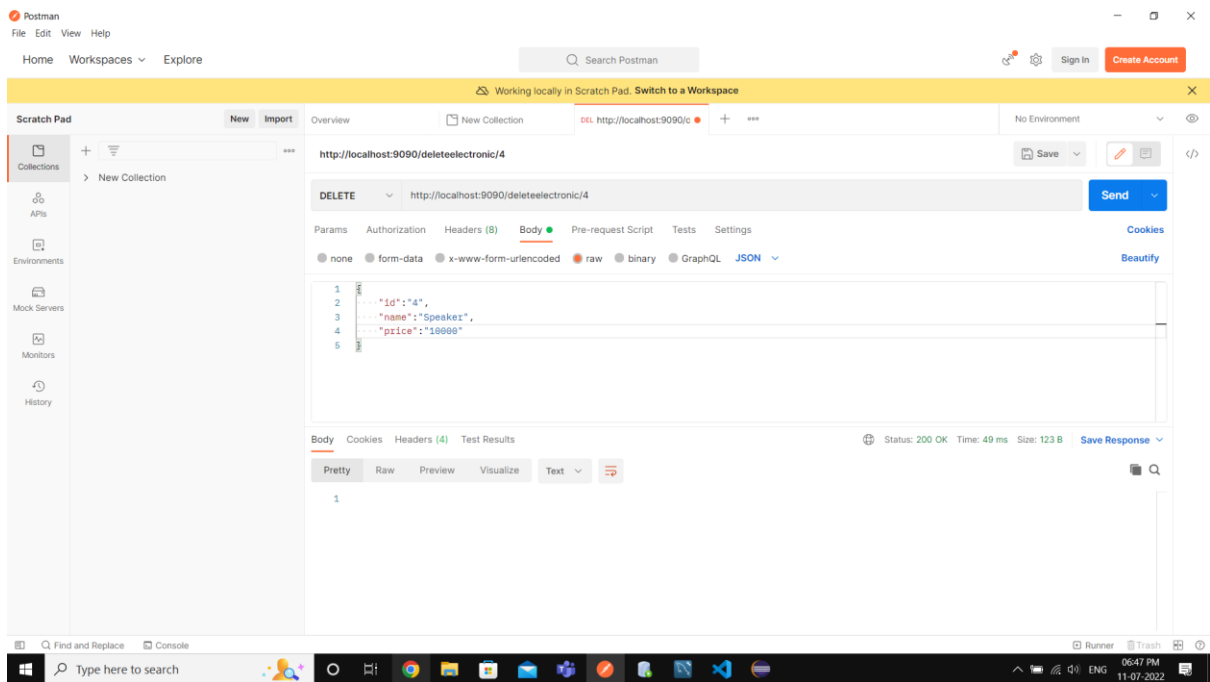 Postman
File Edit View Help
Home Workspaces Explore Search Postman Sign In Create Account
Working locally in Scratch Pad. Switch to a Workspace
Scratch Pad New Import Overview New Collection DEL http://localhost:9090/d No Environment
Collections
New Collection
APIs
Environments
Mock Servers
Monitors
History
http://localhost:9090/deleteelectronic/4 Save
DELETE http://localhost:9090/deleteelectronic/4 Send
Params Authorization Headers (8) Body Pre-request Script Tests Settings Cookies
none form-data x-www-form-urlencoded raw binary GraphQL JSON Beautify
1 {
2 "id":"4",
3 "name":"Speaker",
4 "price":"10000"
5 }
Body Cookies Headers (4) Test Results Status: 200 OK Time: 49 ms Size: 123 B Save Response
Pretty Raw Preview Visualize Text
1
Find and Replace Console Runner Trash
Type here to search ENG 06:47 PM
11-07-2022